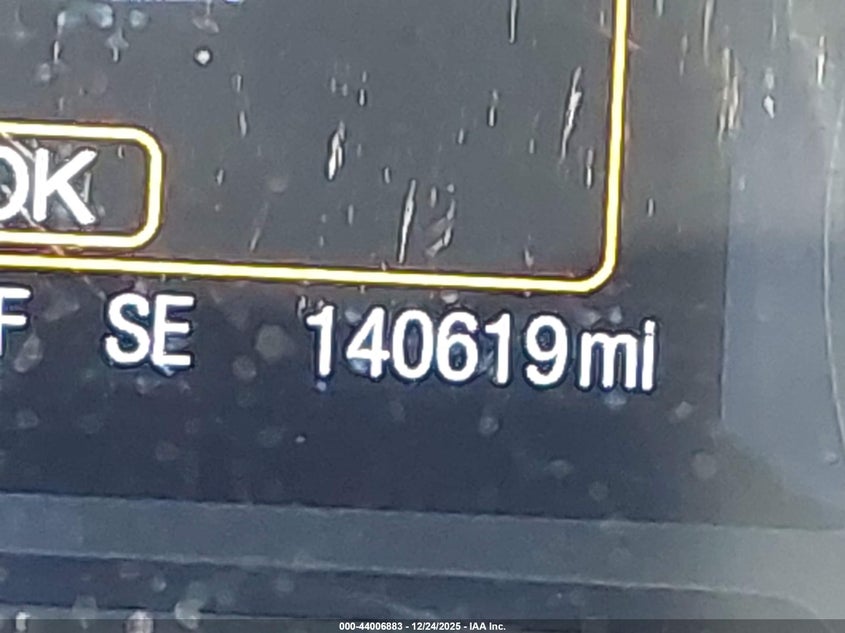 OK
F SE 140619mi
000-44006883 - 12/24/2025 - IAA Inc.